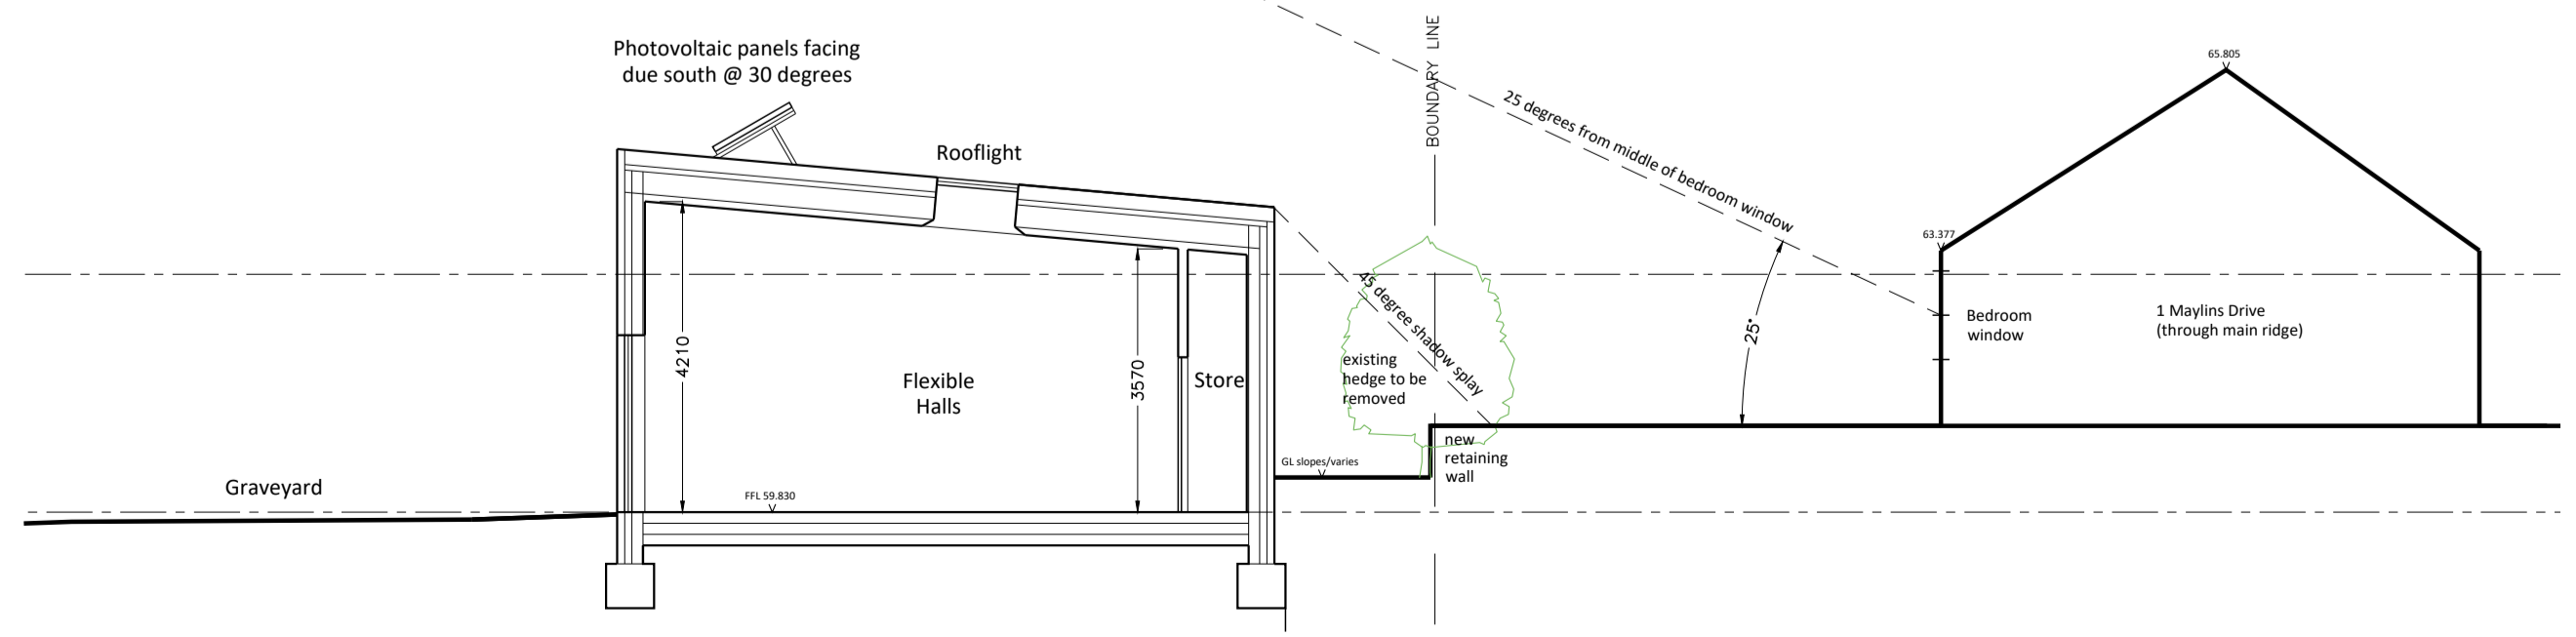 Photovoltaic panels facing
due south @ 30 degrees
Rooflight
BOUNDARY LINE
25 degrees from middle of bedroom window
65.805
63.377
45 degree shadow splay
4210
3570
25°
Bedroom
window
1 Maylins Drive
(through main ridge)
existing
hedge to be
removed
Flexible
Halls
Store
new
retaining
wall
GL slopes/varies
Graveyard
FFL 59.830